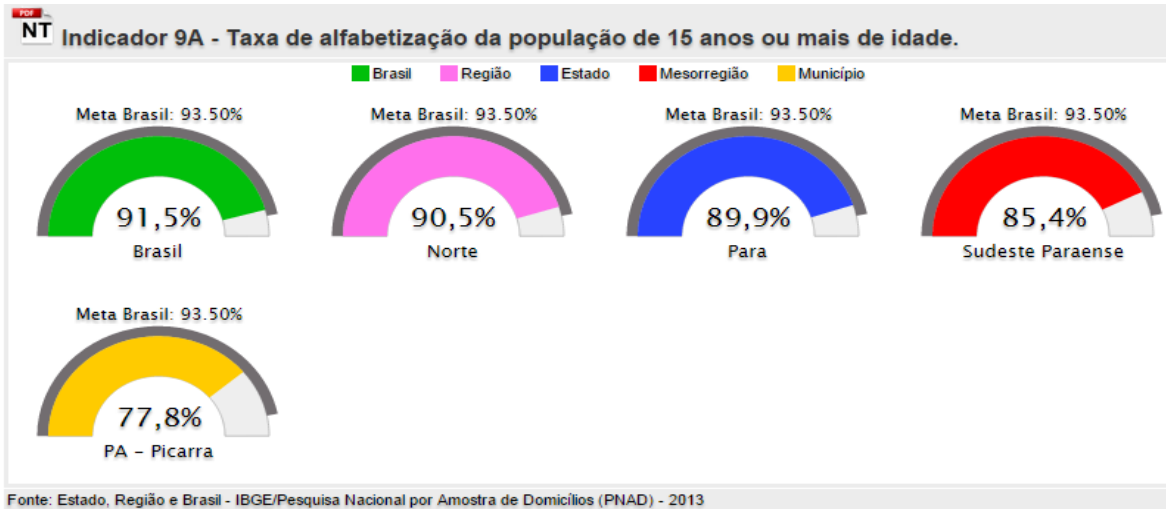 PDF
NT Indicador 9A - Taxa de alfabetização da população de 15 anos ou mais de idade.
Brasil Região Estado Mesorregião Município
Meta Brasil: 93.50% Meta Brasil: 93.50% Meta Brasil: 93.50% Meta Brasil: 93.50%
91,5% 90,5% 89,9% 85,4%
Brasil Norte Para Sudeste Paraense
Meta Brasil: 93.50%
77,8%
PA - Picarra
Fonte: Estado, Região e Brasil - IBGE/Pesquisa Nacional por Amostra de Domicílios (PNAD) - 2013